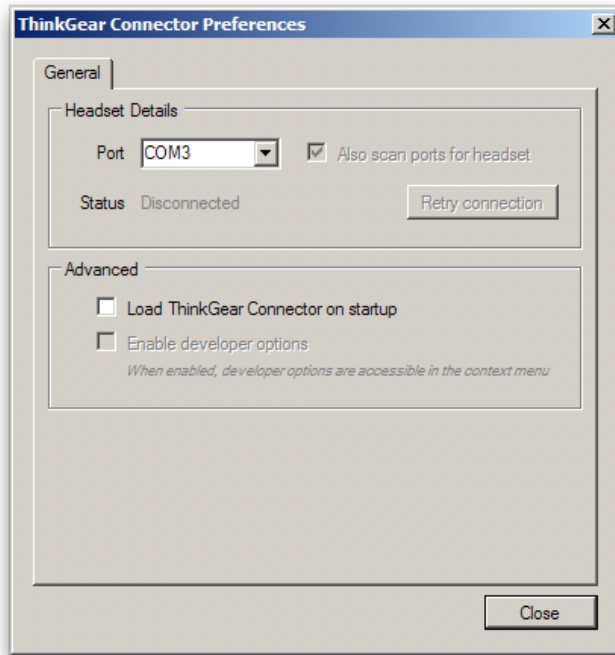 ThinkGear Connector Preferences
General
Headset Details
Port COM3 Also scan ports for headset
Status Disconnected Retry connection
Advanced
Load ThinkGear Connector on startup
Enable developer options
When enabled, developer options are accessible in the context menu
Close